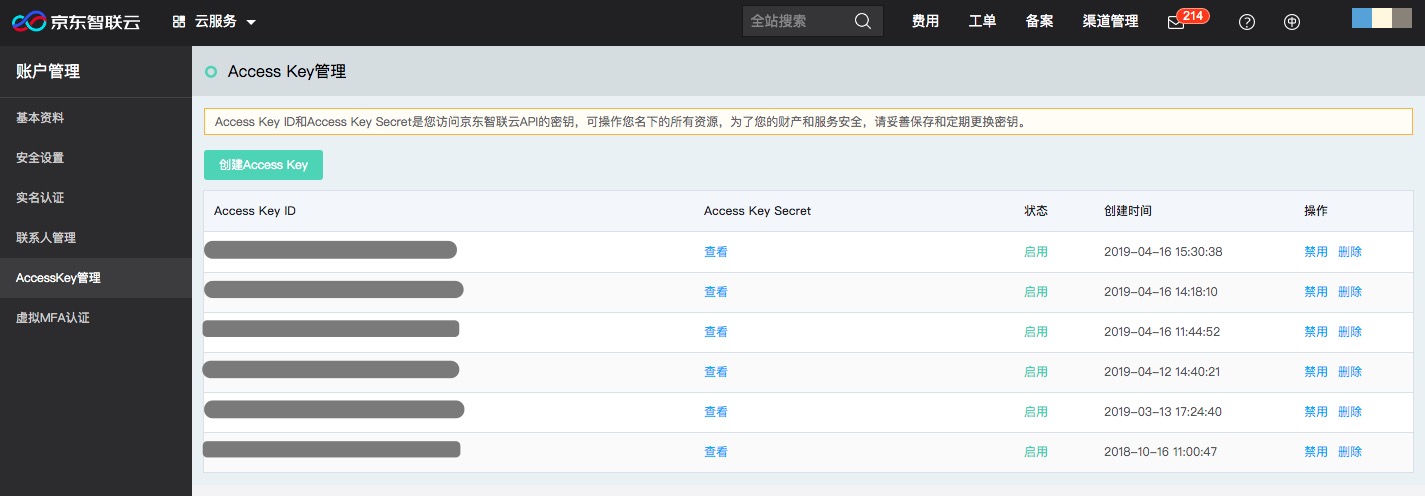 京东智联云 云服务 全站搜索 费用 工单 备案 渠道管理 214
账户管理
Access Key管理
基本资料
安全设置
实名认证
联系人管理
AccessKey管理
虚拟MFA认证
Access Key ID和Access Key Secret是您访问京东智联云API的密钥，可操作您名下的所有资源，为了您的财产和服务安全，请妥善保存和定期更换密钥。
创建Access Key
Access Key ID Access Key Secret 状态 创建时间 操作
查看 启用 2019-04-16 15:30:38 禁用 删除
查看 启用 2019-04-16 14:18:10 禁用 删除
查看 启用 2019-04-16 11:44:52 禁用 删除
查看 启用 2019-04-12 14:40:21 禁用 删除
查看 启用 2019-03-13 17:24:40 禁用 删除
查看 启用 2018-10-16 11:00:47 禁用 删除